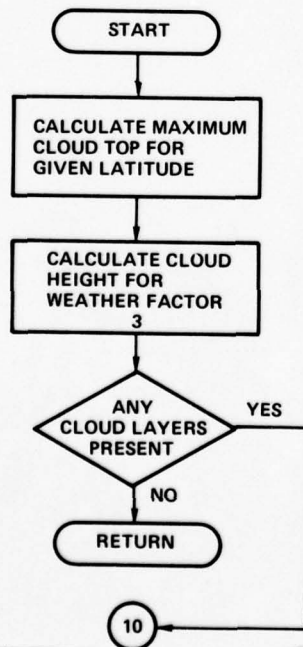 START
CALCULATE MAXIMUM
CLOUD TOP FOR
GIVEN LATITUDE
CALCULATE CLOUD
HEIGHT FOR
WEATHER FACTOR
3
ANY
CLOUD LAYERS
PRESENT
YES
NO
RETURN
10